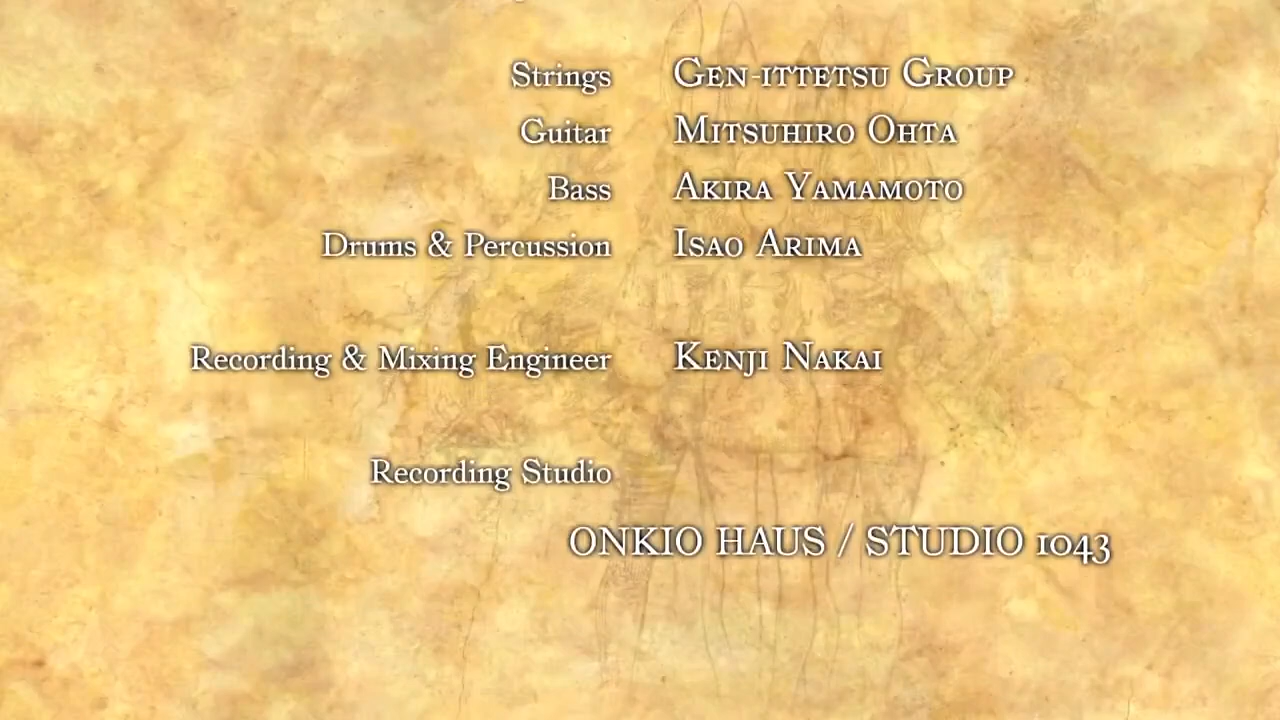 Strings Gen-ittetsu Group
Guitar Mitsuhiro Ohta
Bass Akira Yamamoto
Drums & Percussion Isao Arima
Recording & Mixing Engineer Kenji Nakai
Recording Studio
ONKIO HAUS / STUDIO 1043